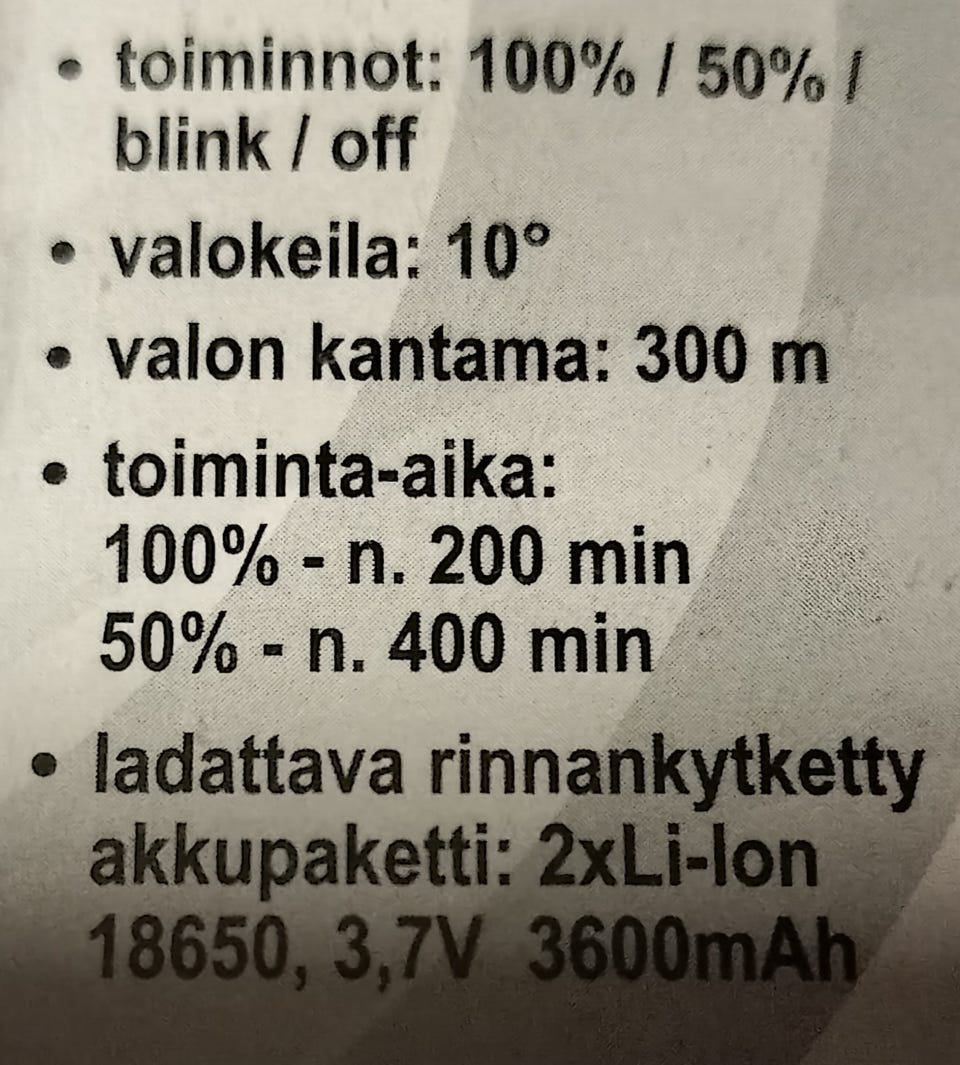 • toiminnot: 100% / 50% /
blink / off
• valokeila: 10°
• valon kantama: 300 m
• toiminta-aika:
100% - n. 200 min
50% - n. 400 min
• ladattava rinnankytketty
akkupaketti: 2xLi-Ion
18650, 3,7V 3600mAh